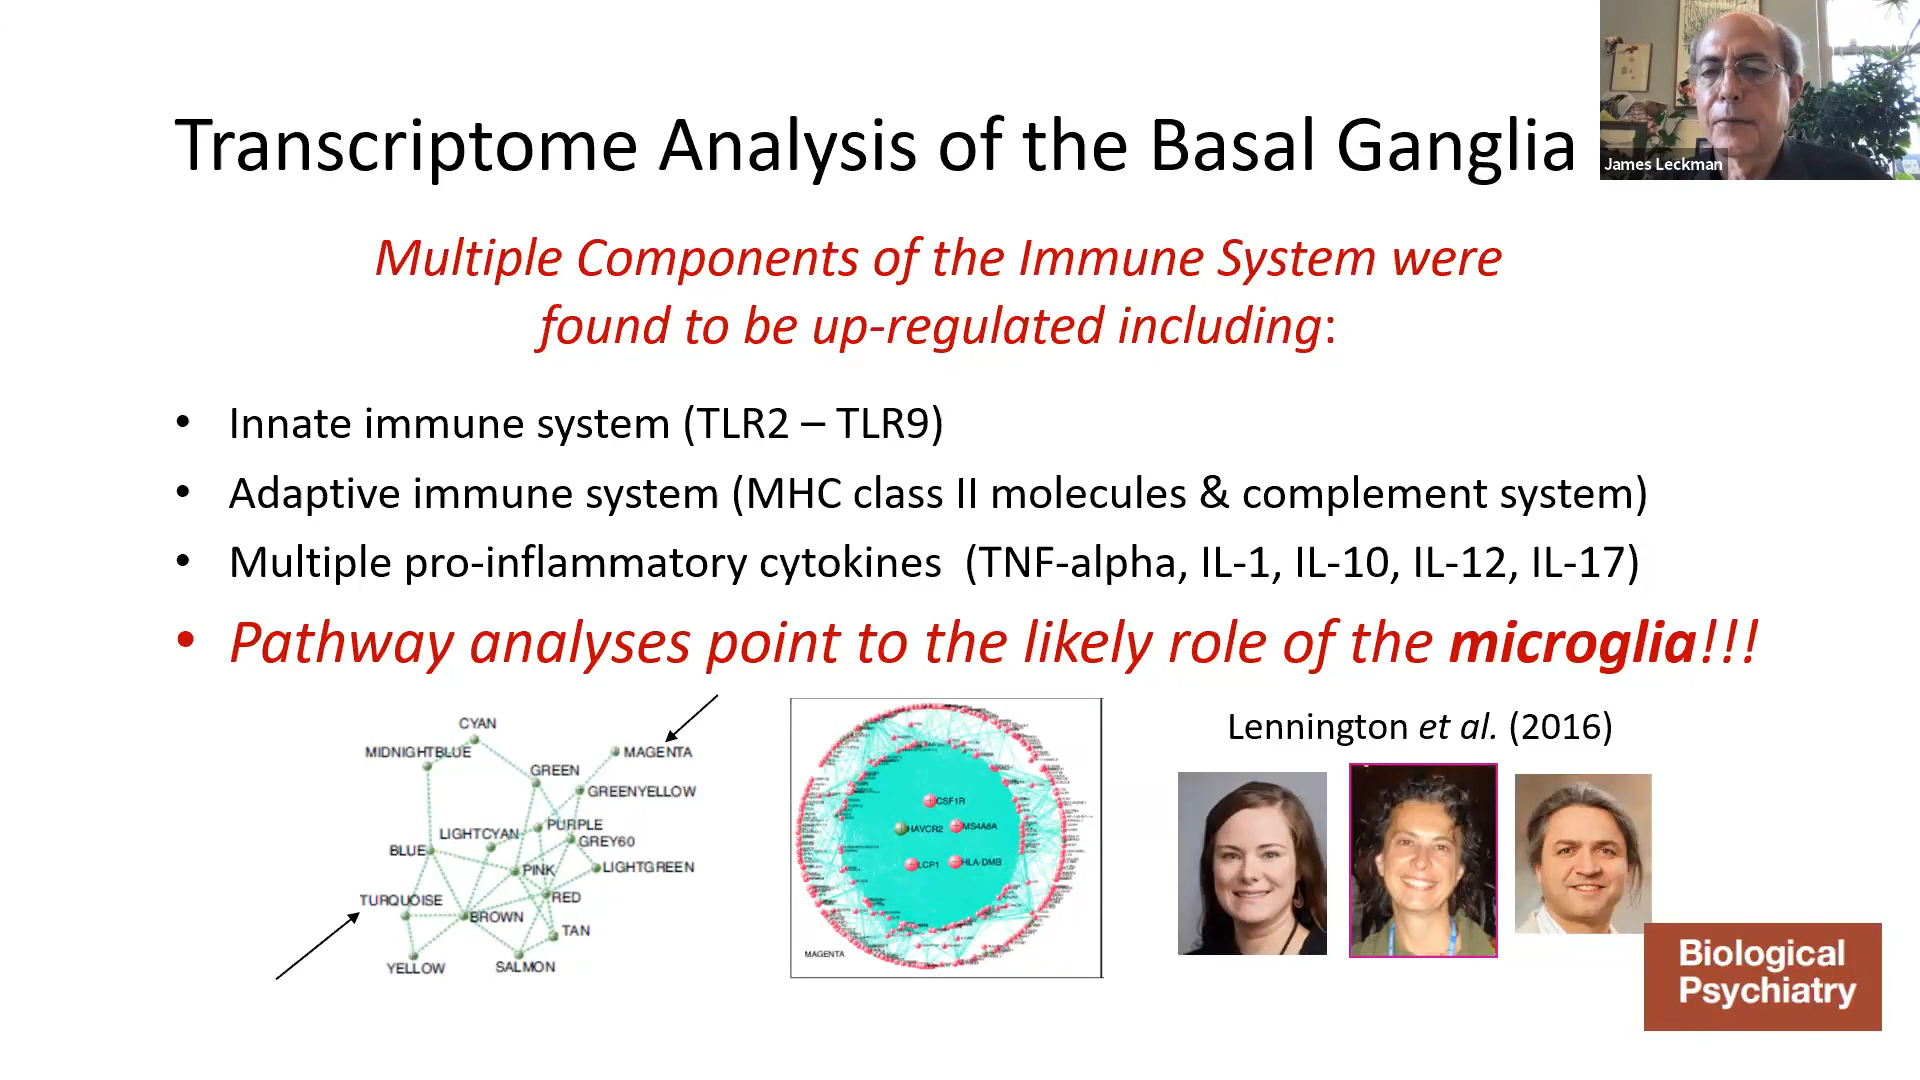 James Leckman
Transcriptome Analysis of the Basal Ganglia
Multiple Components of the Immune System were
found to be up-regulated including:
• Innate immune system (TLR2 – TLR9)
• Adaptive immune system (MHC class II molecules & complement system)
• Multiple pro-inflammatory cytokines (TNF-alpha, IL-1, IL-10, IL-12, IL-17)
• Pathway analyses point to the likely role of the microglia!!!
CYAN
MIDNIGHTBLUE
MAGENTA
GREEN
GREENYELLOW
PURPLE
LIGHTCYAN
GREY60
BLUE
PINK
LIGHTGREEN
TURQUOISE
RED
BROWN
TAN
YELLOW
SALMON
CSF1R
HAVCR2
MS4A6A
LCP1
HLA-DMB
MAGENTA
Lennington et al. (2016)
Biological
Psychiatry